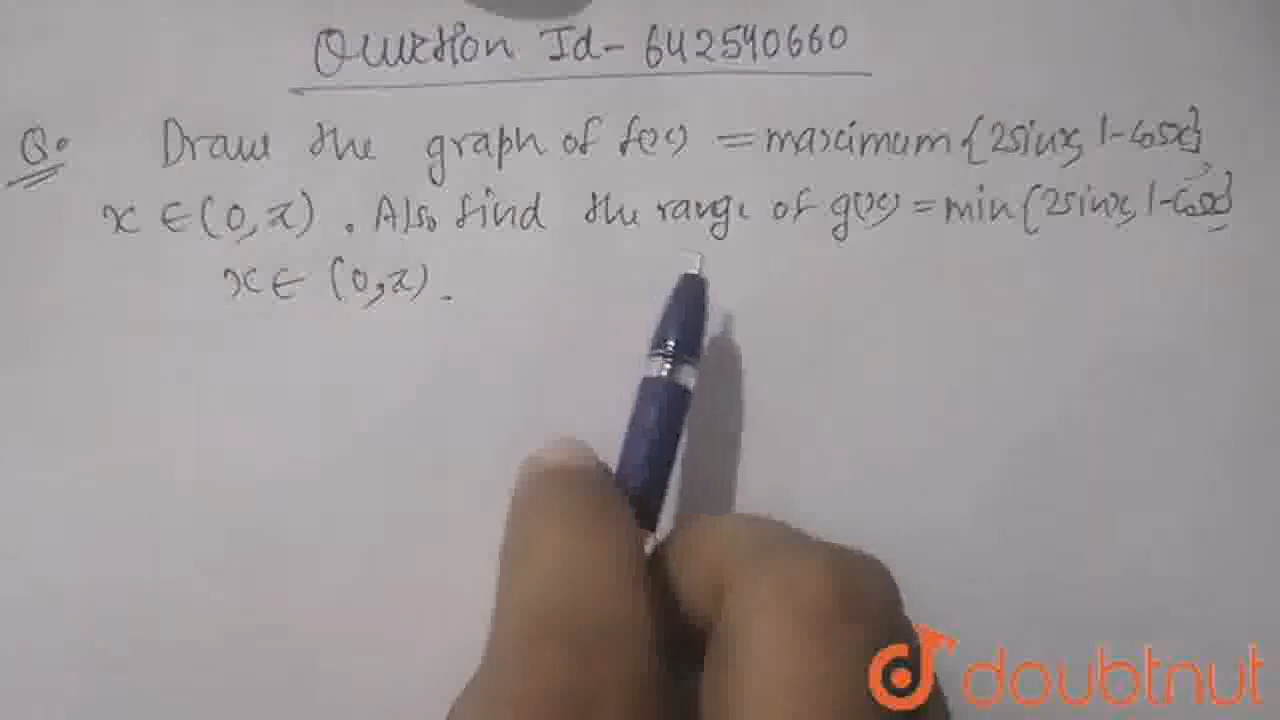 Question Id - 642540660
Q. Draw the graph of f(x) = maximum {2sinx, 1-cosx}
x ∈ (0, π). Also find the range of g(x) = min {2sinx, 1-cosx}
x ∈ (0, π).
doubtnut